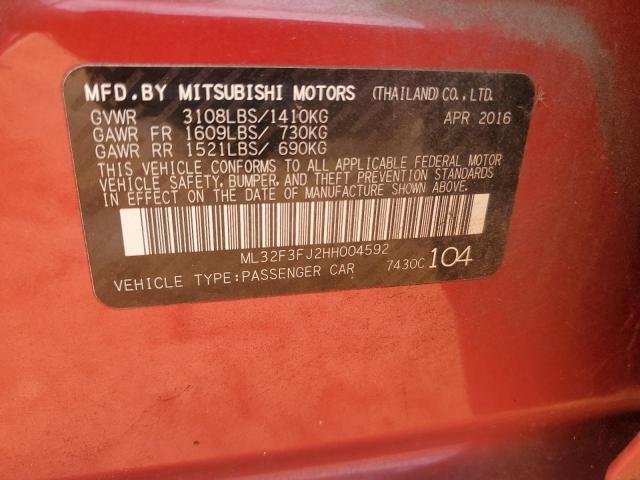 MFD.BY MITSUBISHI MOTORS (THAILAND) CO., LTD.
GVWR 3108LBS/1410KG APR 2016
GAWR FR 1609LBS/ 730KG
GAWR RR 1521LBS/ 690KG
THIS VEHICLE CONFORMS TO ALL APPLICABLE FEDERAL MOTOR
VEHICLE SAFETY, BUMPER, AND THEFT PREVENTION STANDARDS
IN EFFECT ON THE DATE OF MANUFACTURE SHOWN ABOVE.
ML32F3FJ2HH004592
VEHICLE TYPE:PASSENGER CAR 7430C 104